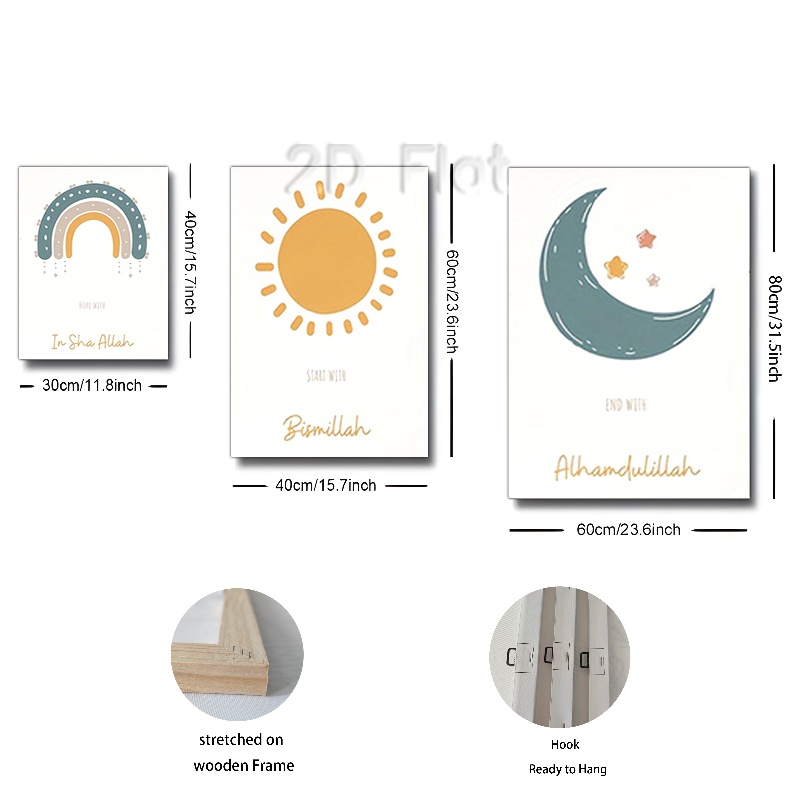 2D Flat
HOPE WITH
In Sha Allah
40cm/15.7inch
30cm/11.8inch
START WITH
Bismillah
60cm/23.6inch
40cm/15.7inch
END WITH
Alhamdulillah
80cm/31.5inch
60cm/23.6inch
stretched on
wooden Frame
Hook
Ready to Hang